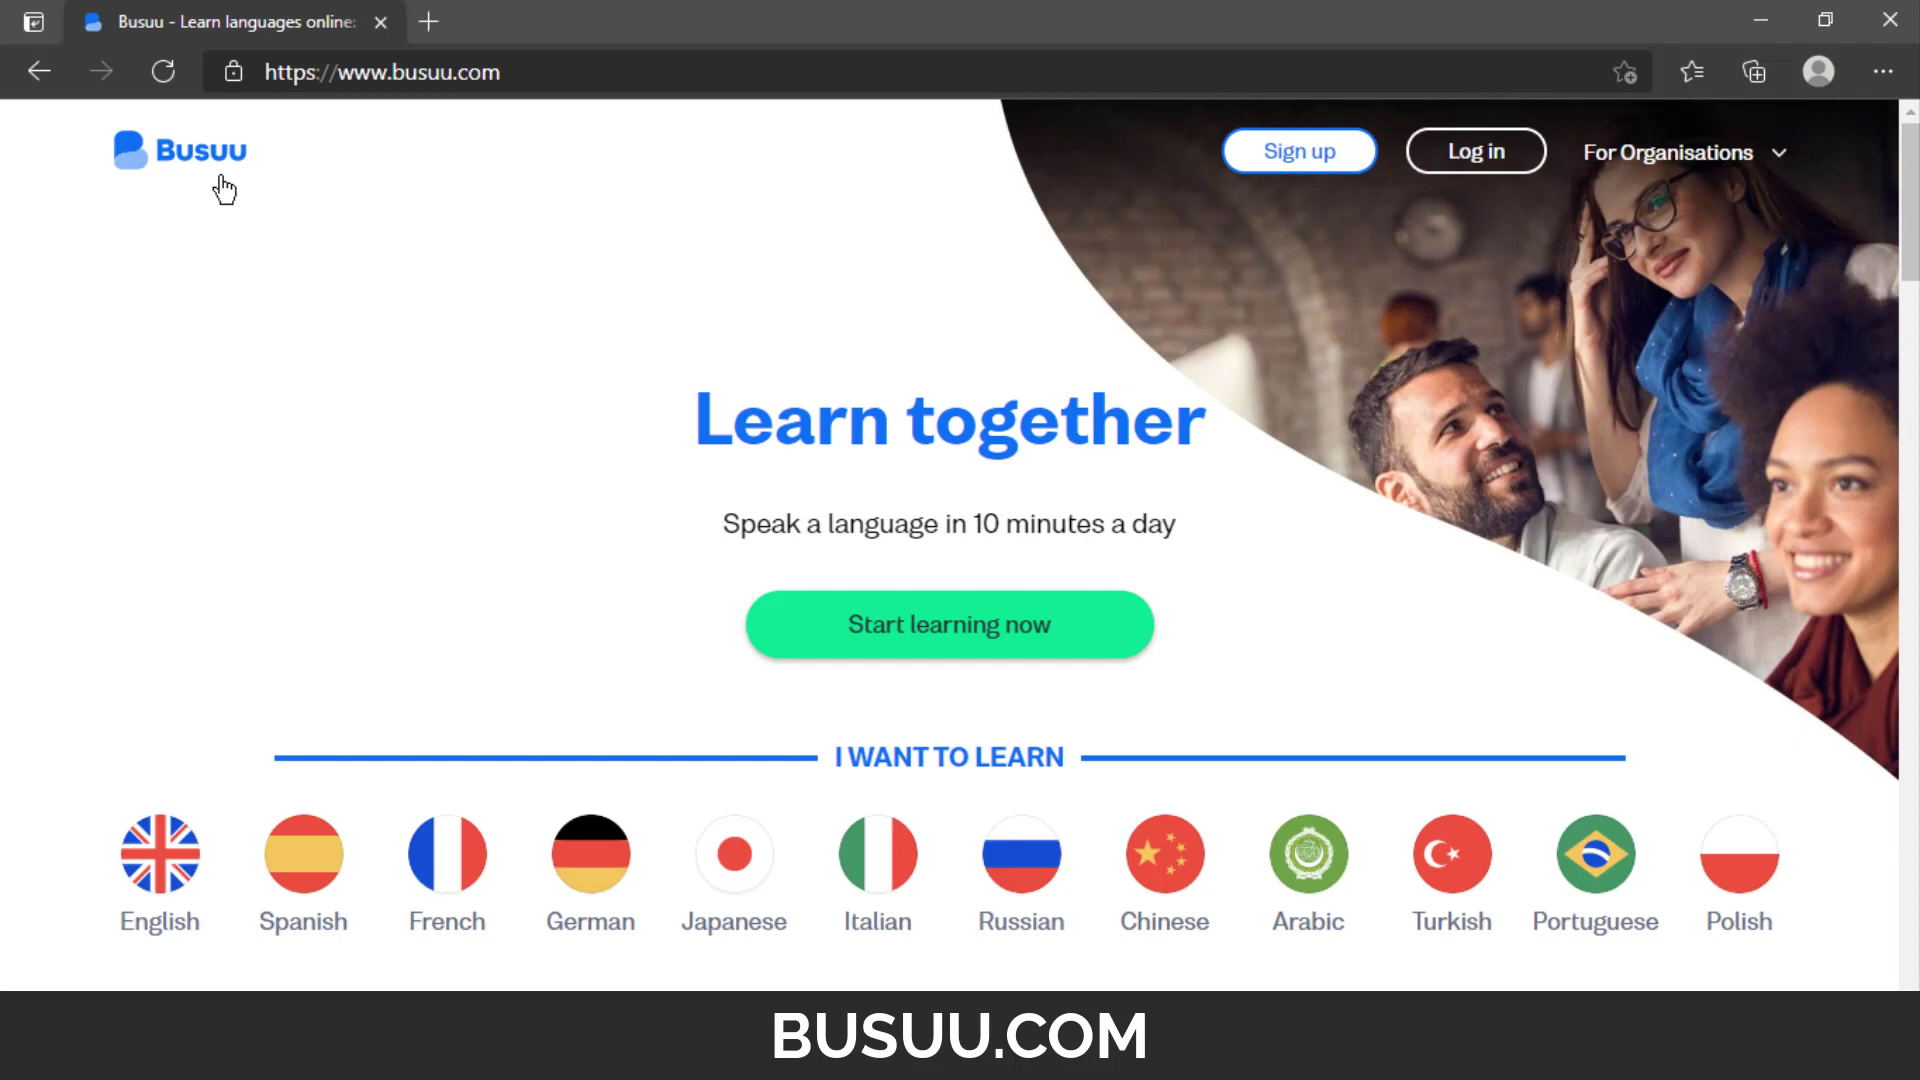 Busuu - Learn languages online:
https://www.busuu.com
Busuu
Sign up
Log in
For Organisations
Learn together
Speak a language in 10 minutes a day
Start learning now
I WANT TO LEARN
English
Spanish
French
German
Japanese
Italian
Russian
Chinese
Arabic
Turkish
Portuguese
Polish
BUSUU.COM